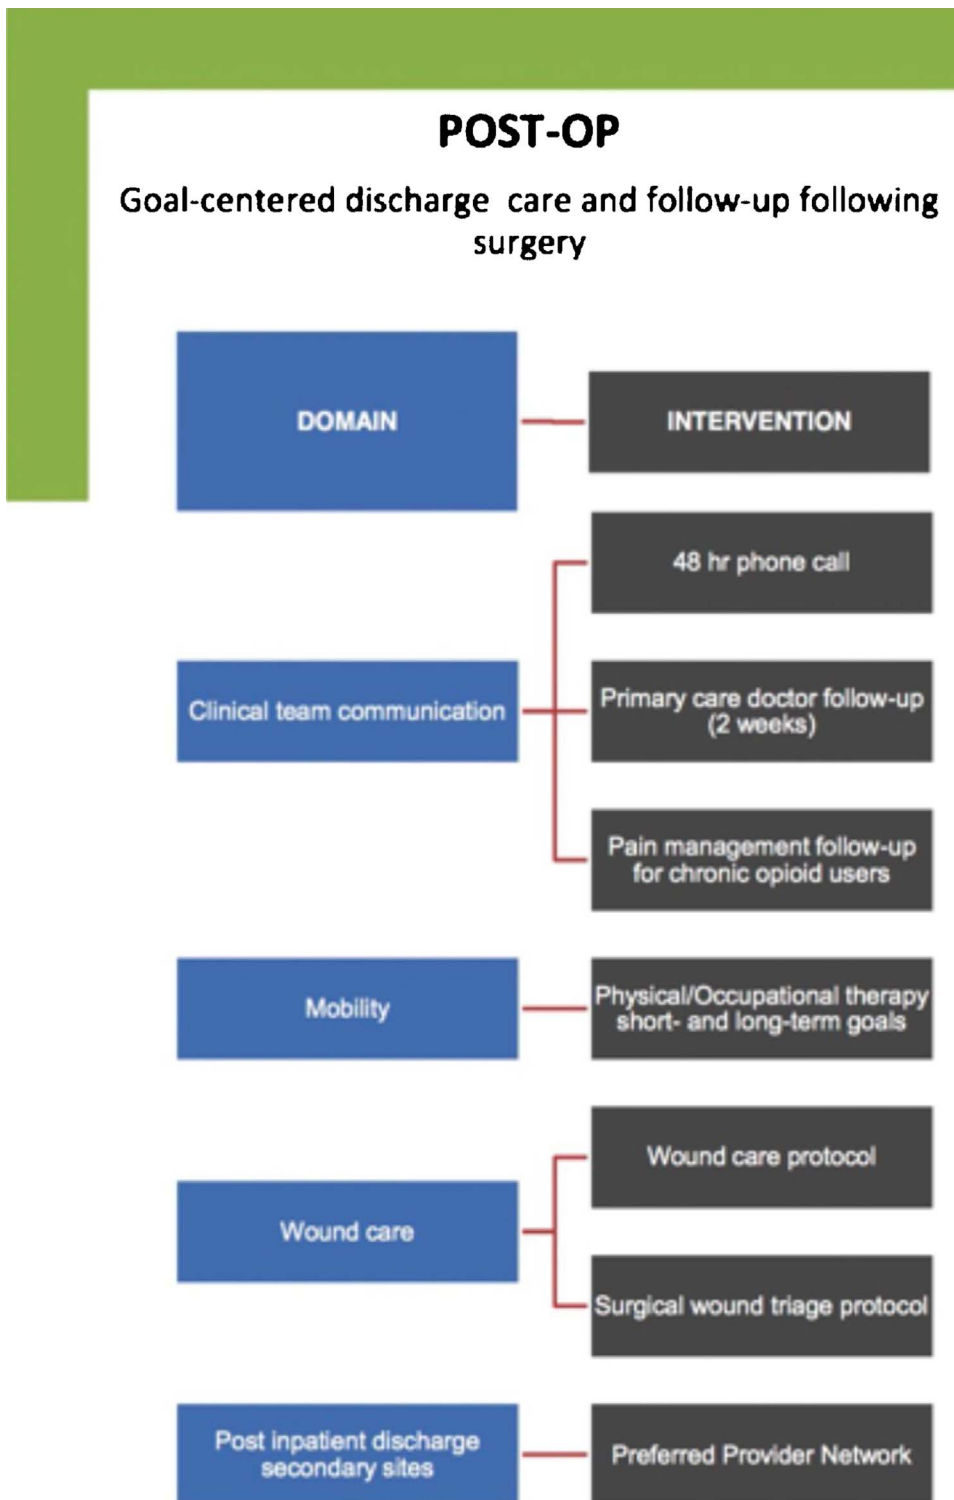 POST-OP
Goal-centered discharge care and follow-up following
surgery
DOMAIN
INTERVENTION
Clinical team communication
48 hr phone call
Primary care doctor follow-up
(2 weeks)
Pain management follow-up
for chronic opioid users
Mobility
Physical/Occupational therapy
short- and long-term goals
Wound care
Wound care protocol
Surgical wound triage protocol
Post inpatient discharge
secondary sites
Preferred Provider Network